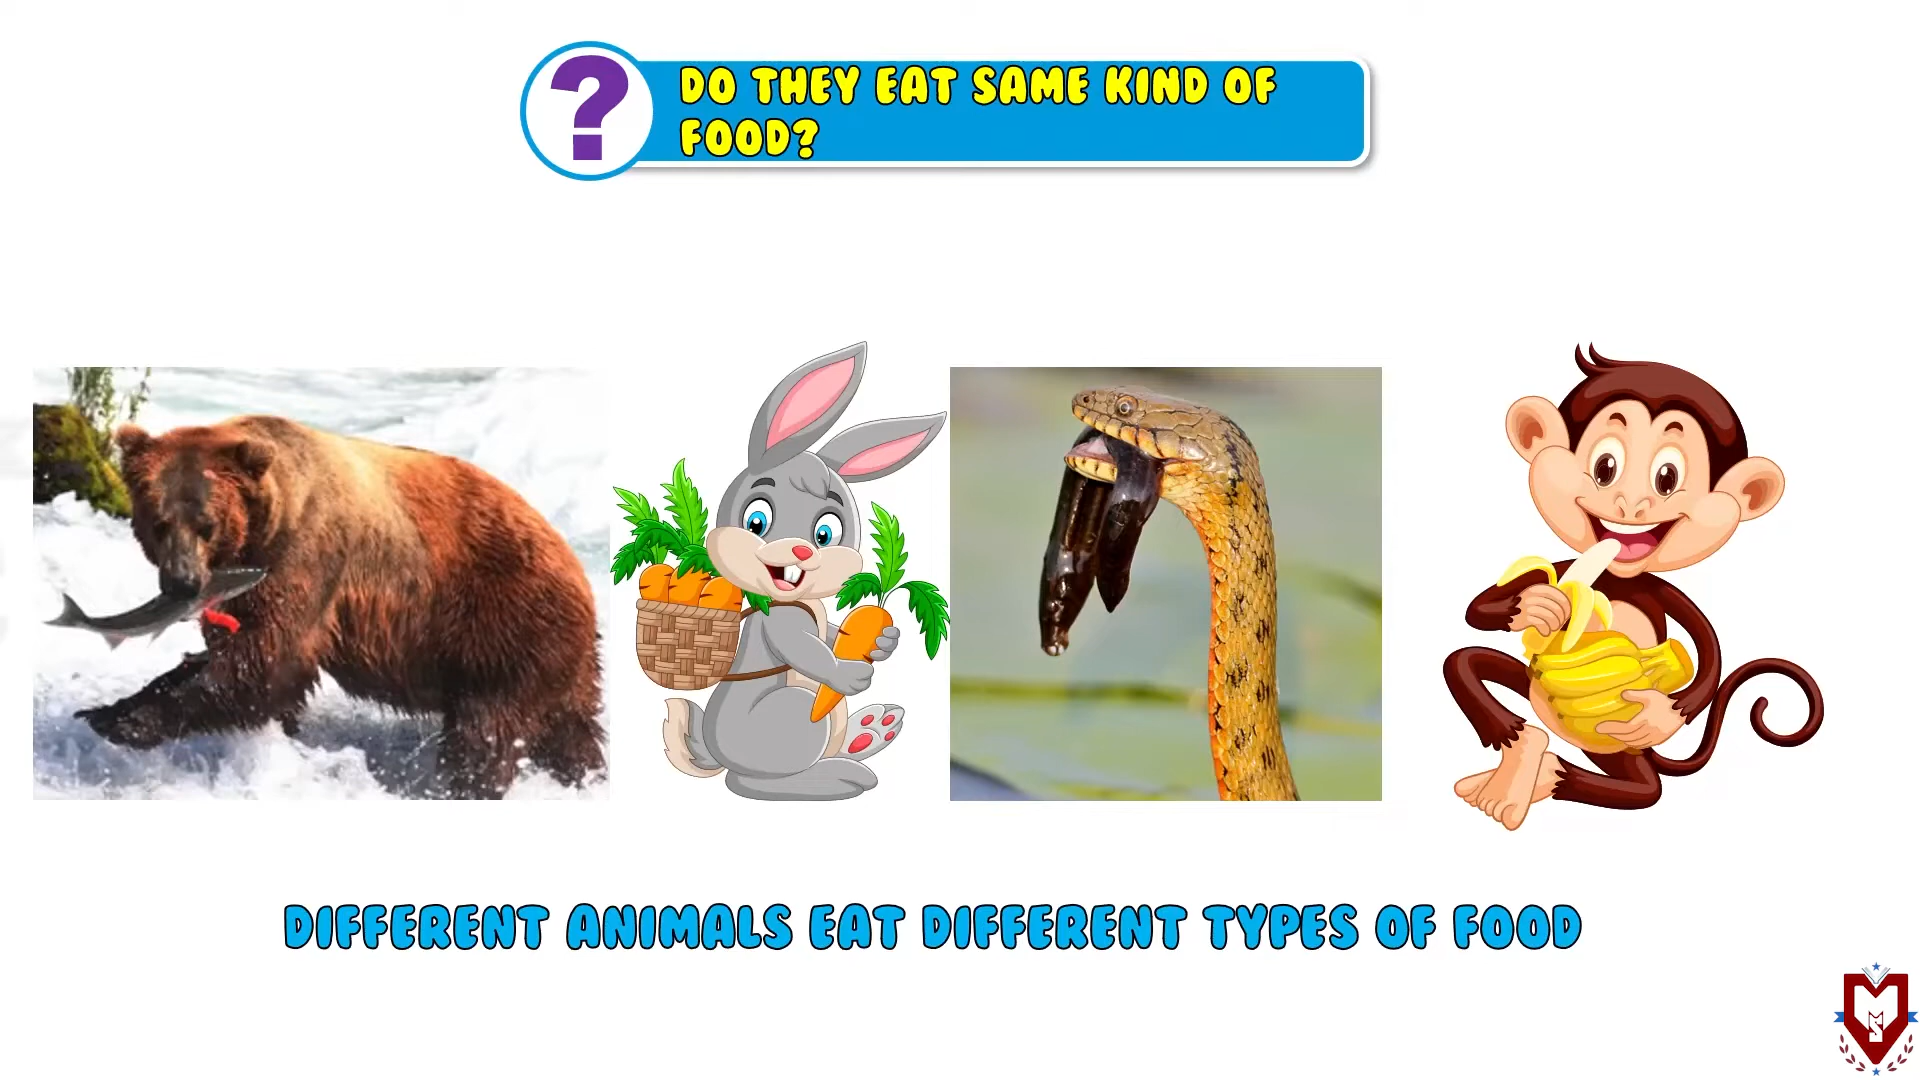 ?
DO THEY EAT SAME KIND OF
FOOD?
DIFFERENT ANIMALS EAT DIFFERENT TYPES OF FOOD